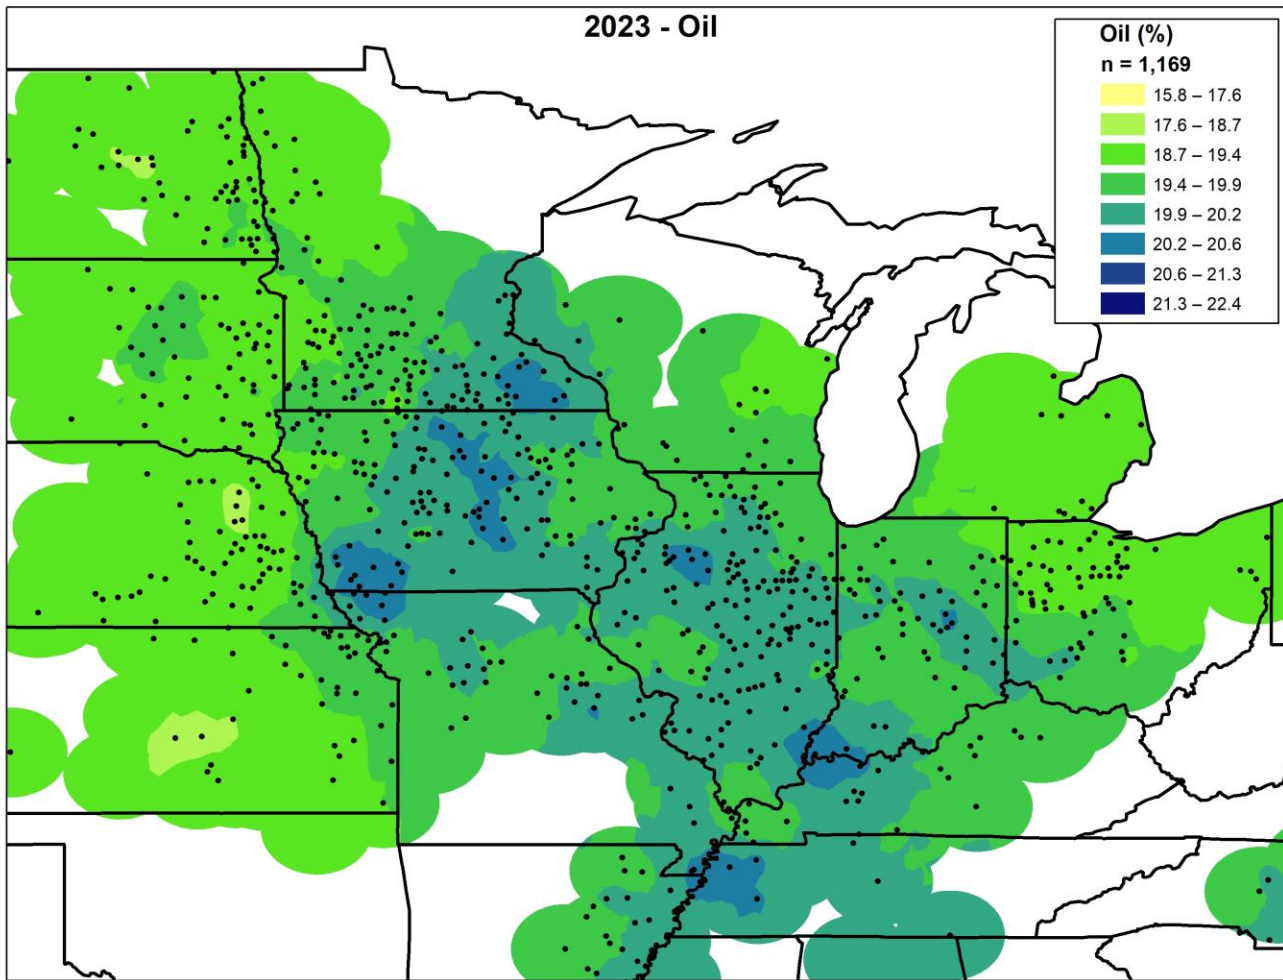 2023 - Oil
Oil (%)
n = 1,169
15.8 – 17.6
17.6 – 18.7
18.7 – 19.4
19.4 – 19.9
19.9 – 20.2
20.2 – 20.6
20.6 – 21.3
21.3 – 22.4